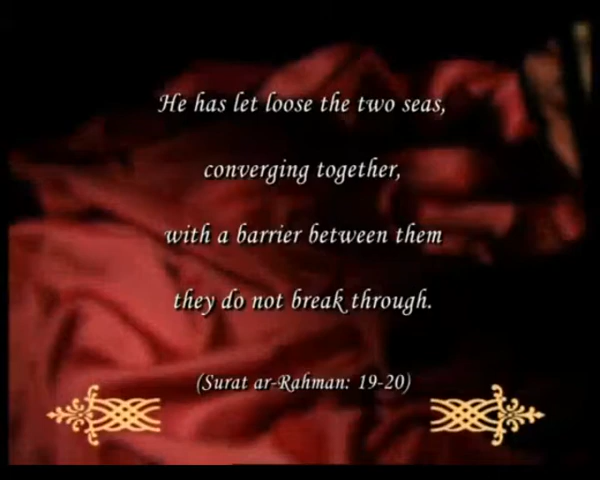 He has let loose the two seas,
converging together,
with a barrier between them
they do not break through.
(Surat ar-Rahman: 19-20)